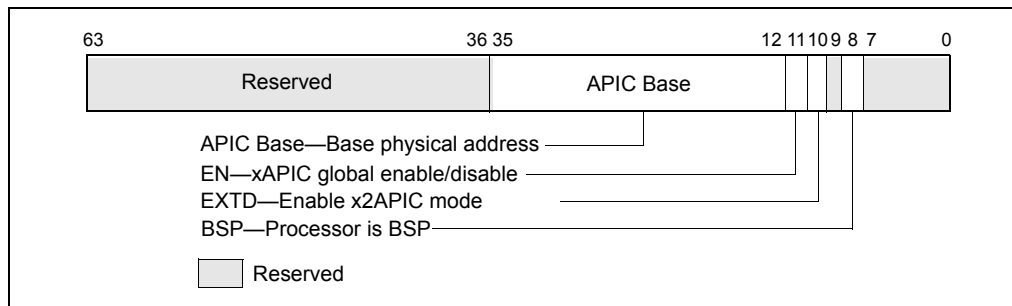 63 36 35 12 11 10 9 8 7 0
Reserved APIC Base
APIC Base—Base physical address
EN—xAPIC global enable/disable
EXTD—Enable x2APIC mode
BSP—Processor is BSP
Reserved